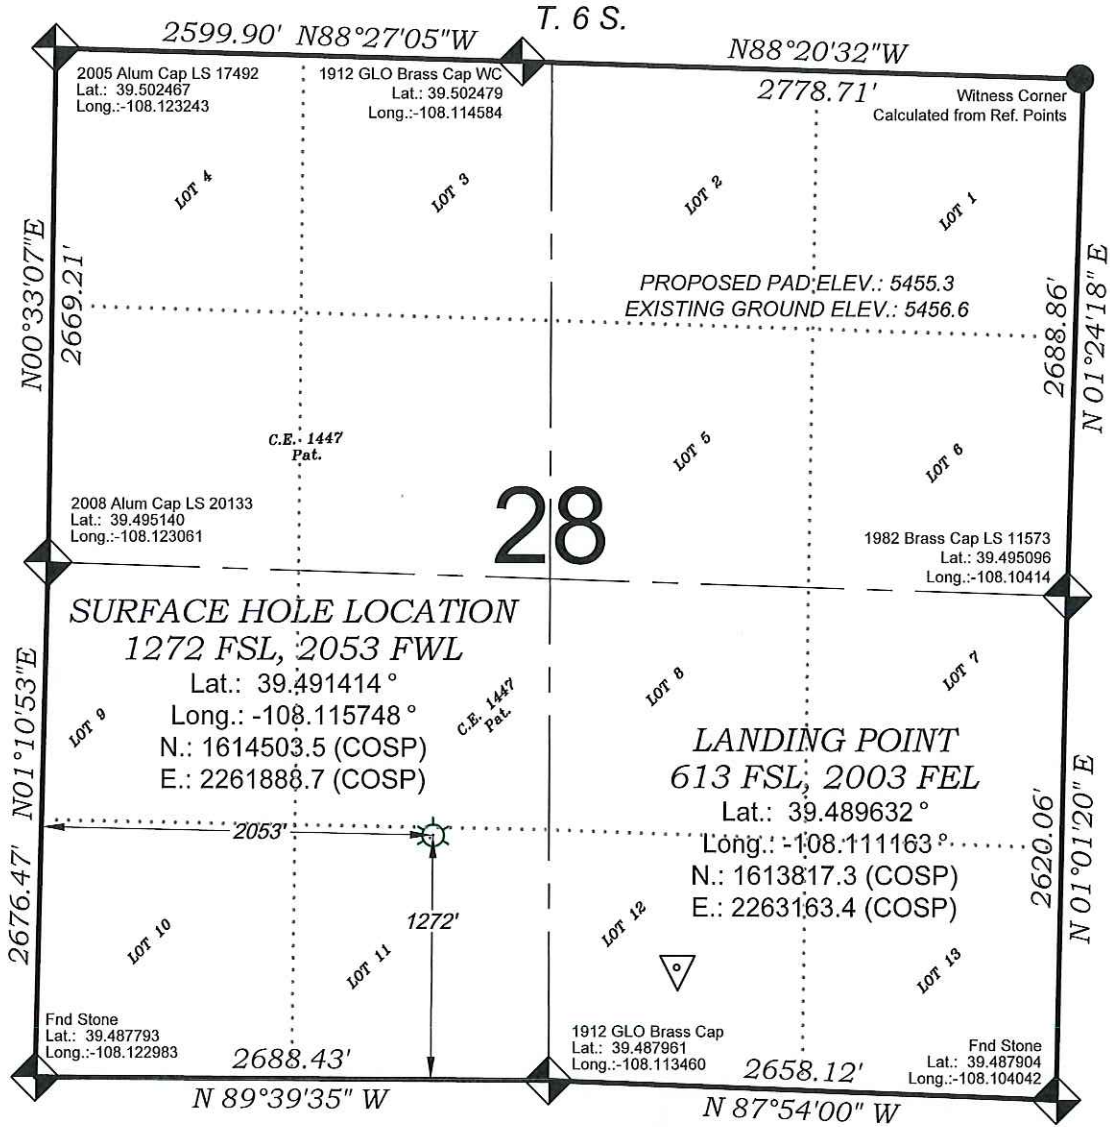 T. 6 S.
2599.90' N88°27'05"W
N88°20'32"W
2778.71'
2005 Alum Cap LS 17492
Lat.: 39.502467
Long.:-108.123243
1912 GLO Brass Cap WC
Lat.: 39.502479
Long.:-108.114584
Witness Corner
Calculated from Ref. Points
LOT 4
LOT 3
LOT 2
LOT 1
N00°33'07"E
2669.21'
PROPOSED PAD ELEV.: 5455.3
EXISTING GROUND ELEV.: 5456.6
2688.86'
N 01°24'18" E
C.E. 1447
Pat.
LOT 5
LOT 6
28
2008 Alum Cap LS 20133
Lat.: 39.495140
Long.:-108.123061
1982 Brass Cap LS 11573
Lat.: 39.495096
Long.:-108.10414
SURFACE HOLE LOCATION
1272 FSL, 2053 FWL
Lat.: 39.491414°
Long.: -108.115748°
N.: 1614503.5 (COSP)
E.: 2261888.7 (COSP)
C.E. 1447
Pat.
LOT 9
LOT 8
LOT 7
LANDING POINT
613 FSL, 2003 FEL
Lat.: 39.489632°
Long.: -108.111163°
N.: 1613817.3 (COSP)
E.: 2263163.4 (COSP)
2676.47' N01°10'53"E
2053'
1272'
2620.06'
N 01°01'20" E
LOT 10
LOT 11
LOT 12
LOT 13
Fnd Stone
Lat.: 39.487793
Long.:-108.122983
1912 GLO Brass Cap
Lat.: 39.487961
Long.:-108.113460
Fnd Stone
Lat.: 39.487904
Long.:-108.104042
2688.43'
N 89°39'35" W
2658.12'
N 87°54'00" W